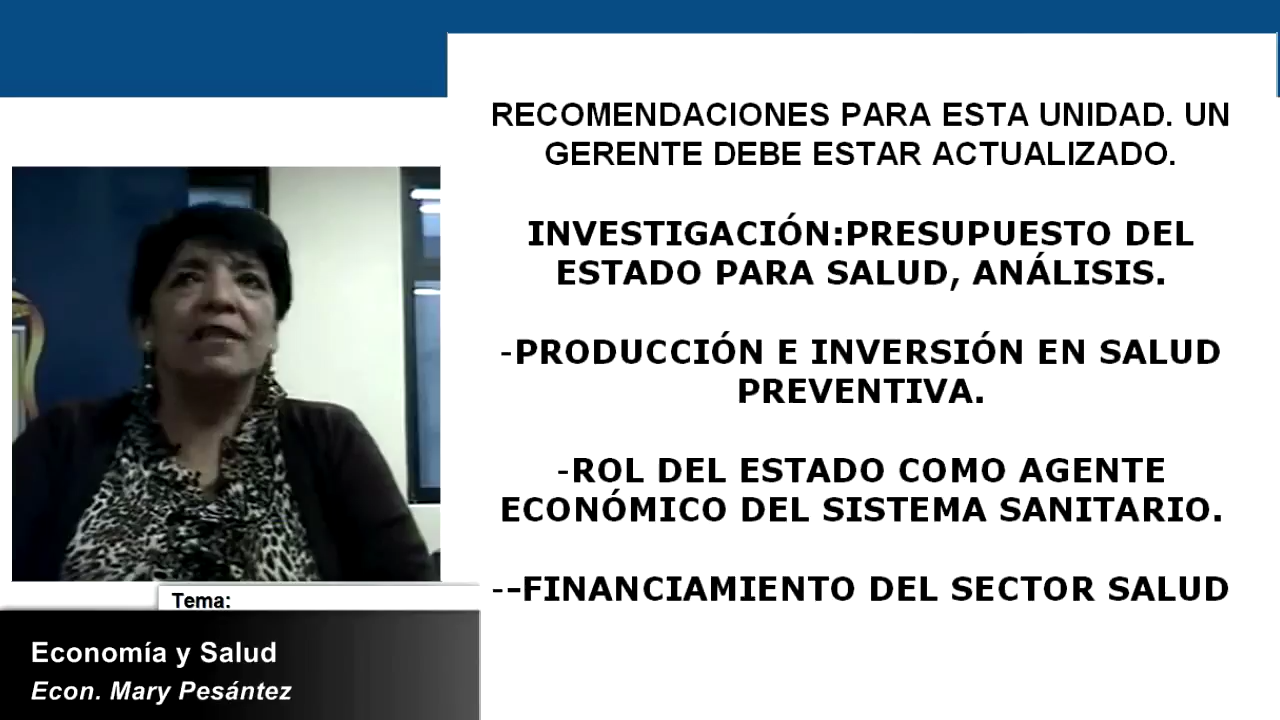 RECOMENDACIONES PARA ESTA UNIDAD. UN
GERENTE DEBE ESTAR ACTUALIZADO.
INVESTIGACIÓN:PRESUPUESTO DEL
ESTADO PARA SALUD, ANÁLISIS.
-PRODUCCIÓN E INVERSIÓN EN SALUD
PREVENTIVA.
-ROL DEL ESTADO COMO AGENTE
ECONÓMICO DEL SISTEMA SANITARIO.
--FINANCIAMIENTO DEL SECTOR SALUD
Tema:
Economía y Salud
Econ. Mary Pesántez